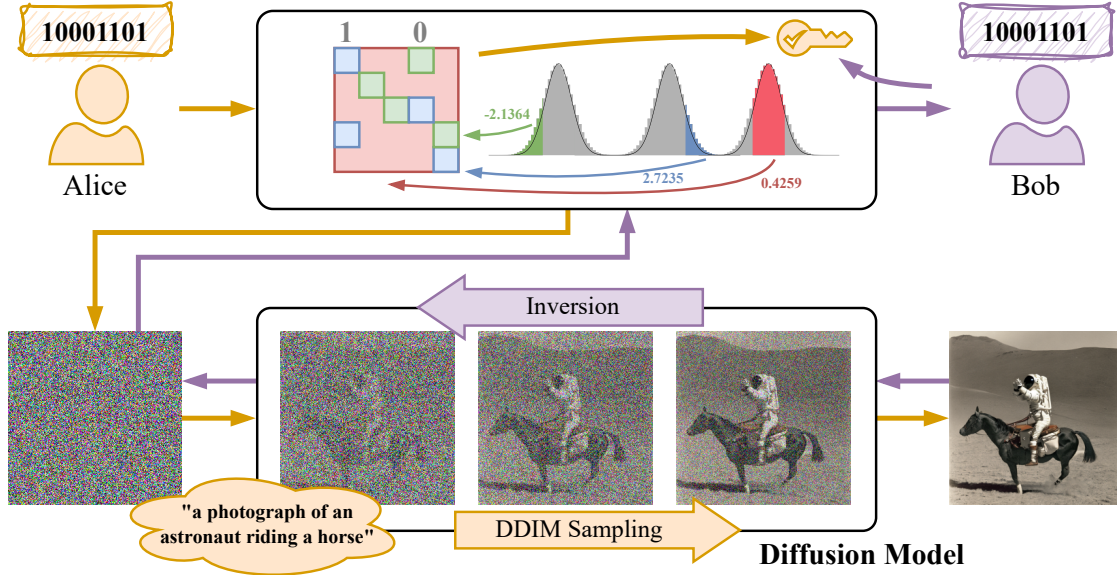 10001101
10001101
1 0
-2.1364
2.7235
0.4259
Alice
Bob
Inversion
"a photograph of an
astronaut riding a horse"
DDIM Sampling
Diffusion Model